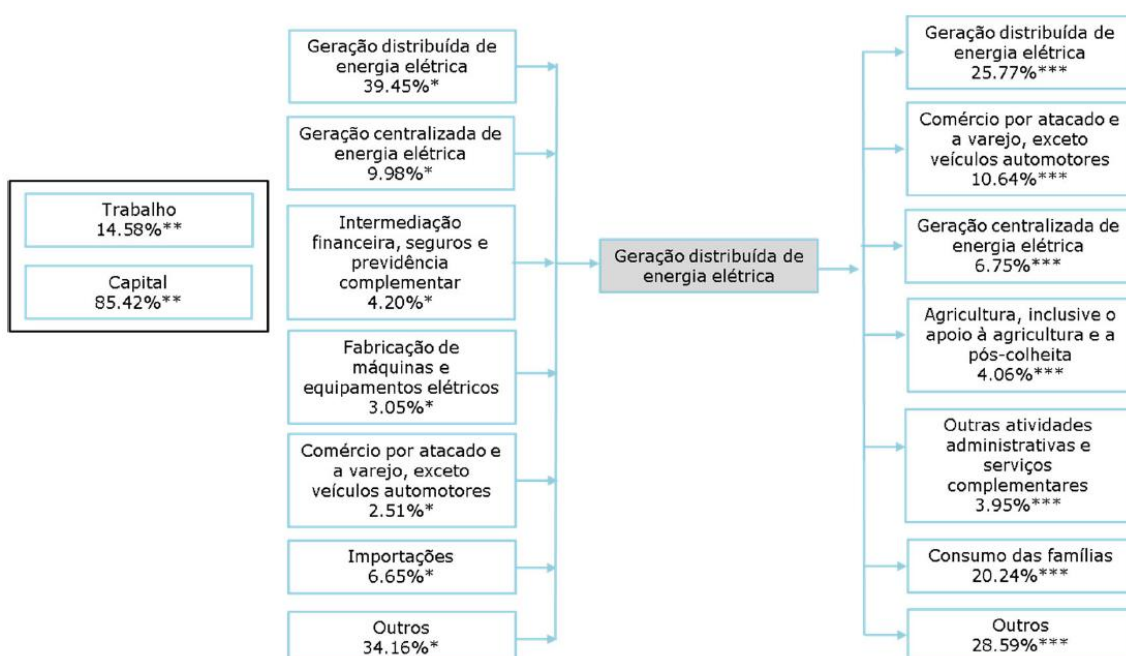 Trabalho
14.58%**
Capital
85.42%**
Geração distribuída de
energia elétrica
39.45%*
Geração centralizada de
energia elétrica
9.98%*
Intermediação
financeira, seguros e
previdência
complementar
4.20%*
Fabricação de
máquinas e
equipamentos elétricos
3.05%*
Comércio por atacado e
a varejo, exceto
veículos automotores
2.51%*
Importações
6.65%*
Outros
34.16%*
Geração distribuída de
energia elétrica
Geração distribuída de
energia elétrica
25.77%***
Comércio por atacado e
a varejo, exceto
veículos automotores
10.64%***
Geração centralizada de
energia elétrica
6.75%***
Agricultura, inclusive o
apoio à agricultura e a
pós-colheita
4.06%***
Outras atividades
administrativas e
serviços
complementares
3.95%***
Consumo das famílias
20.24%***
Outros
28.59%***